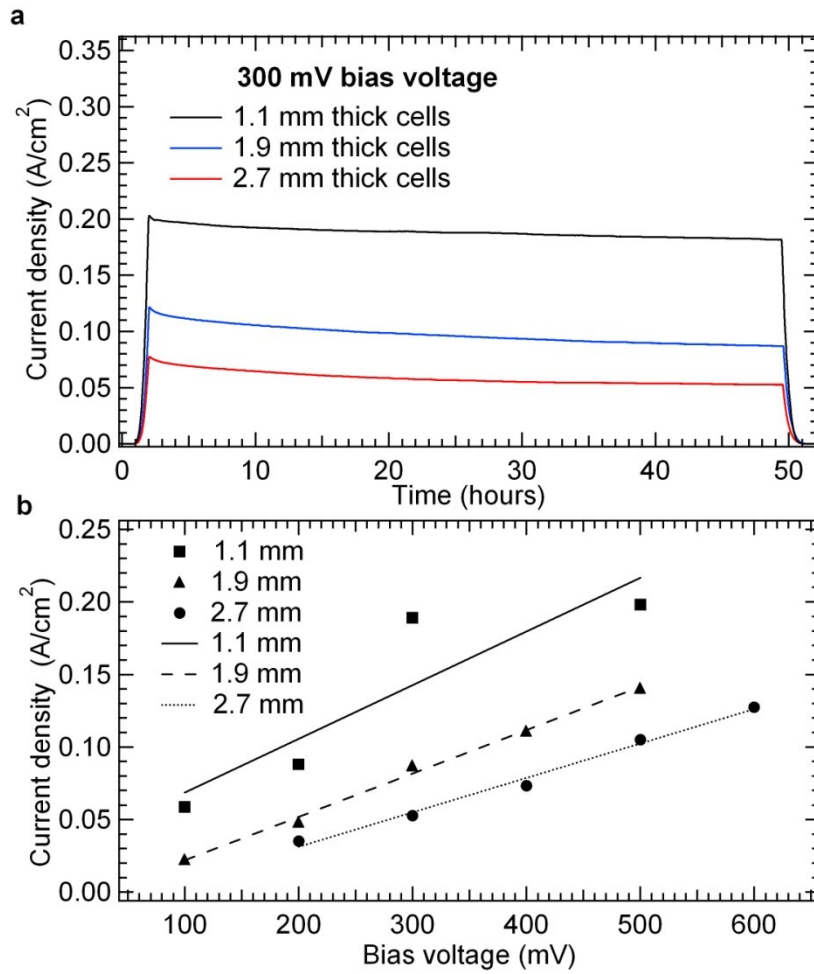 a
0.35
0.30
0.25
0.20
0.15
0.10
0.05
0.00
Current density (A/cm²)
300 mV bias voltage
1.1 mm thick cells
1.9 mm thick cells
2.7 mm thick cells
0 10 20 30 40 50
Time (hours)
b
0.25
0.20
0.15
0.10
0.05
0.00
Current density (A/cm²)
1.1 mm
1.9 mm
2.7 mm
1.1 mm
1.9 mm
2.7 mm
100 200 300 400 500 600
Bias voltage (mV)